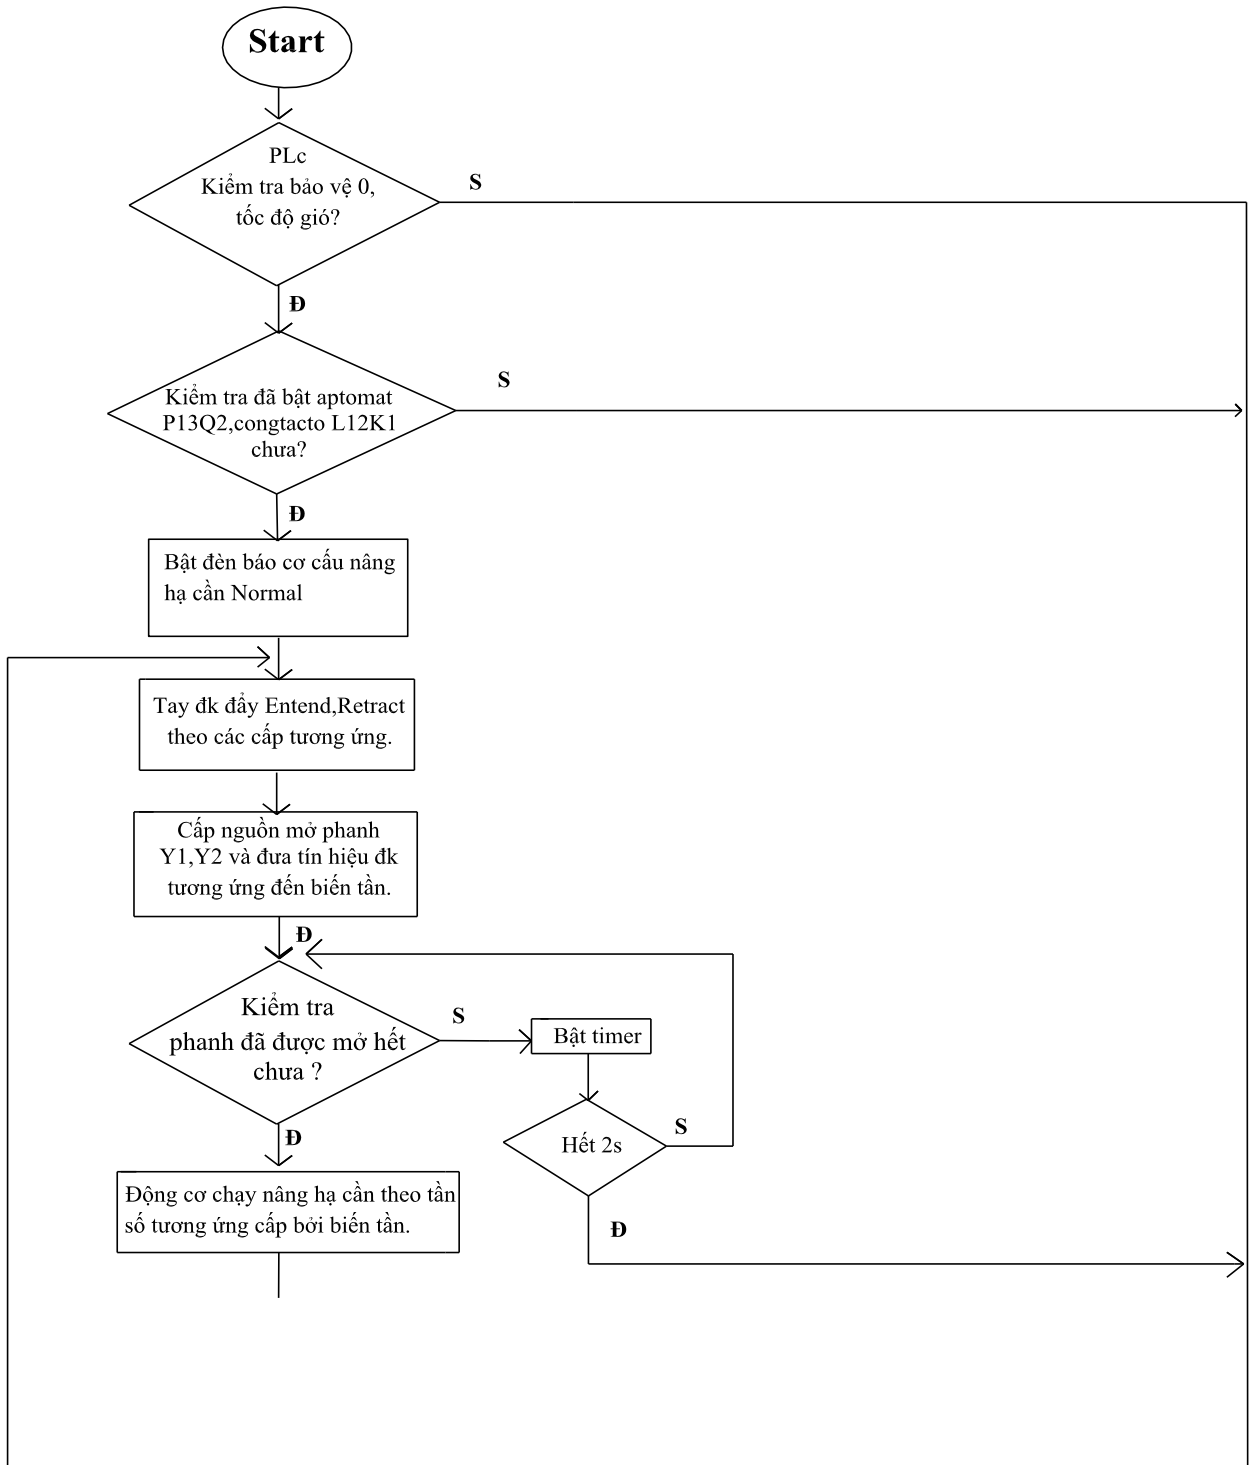 Start
PLc
Kiểm tra bảo vệ 0,
tốc độ gió?
S
Đ
Kiểm tra đã bật aptomat
P13Q2,congtacto L12K1
chưa?
S
Đ
Bật đèn báo cơ cấu nâng
hạ cần Normal
Tay đk đẩy Entend,Retract
theo các cấp tương ứng.
Cấp nguồn mở phanh
Y1,Y2 và đưa tín hiệu đk
tương ứng đến biến tần.
Đ
Kiểm tra
phanh đã được mở hết
chưa ?
S
Bật timer
Hết 2s
S
Đ
Đ
Động cơ chạy nâng hạ cần theo tần
số tương ứng cấp bởi biến tần.